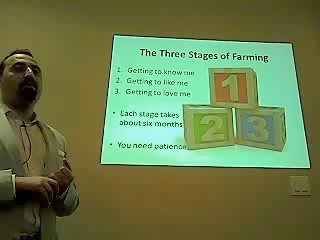 The Three Stages of Farming
1. Getting to know me
2. Getting to like me
3. Getting to love me
• Each stage takes
about six months
• You need patience
1
2 3